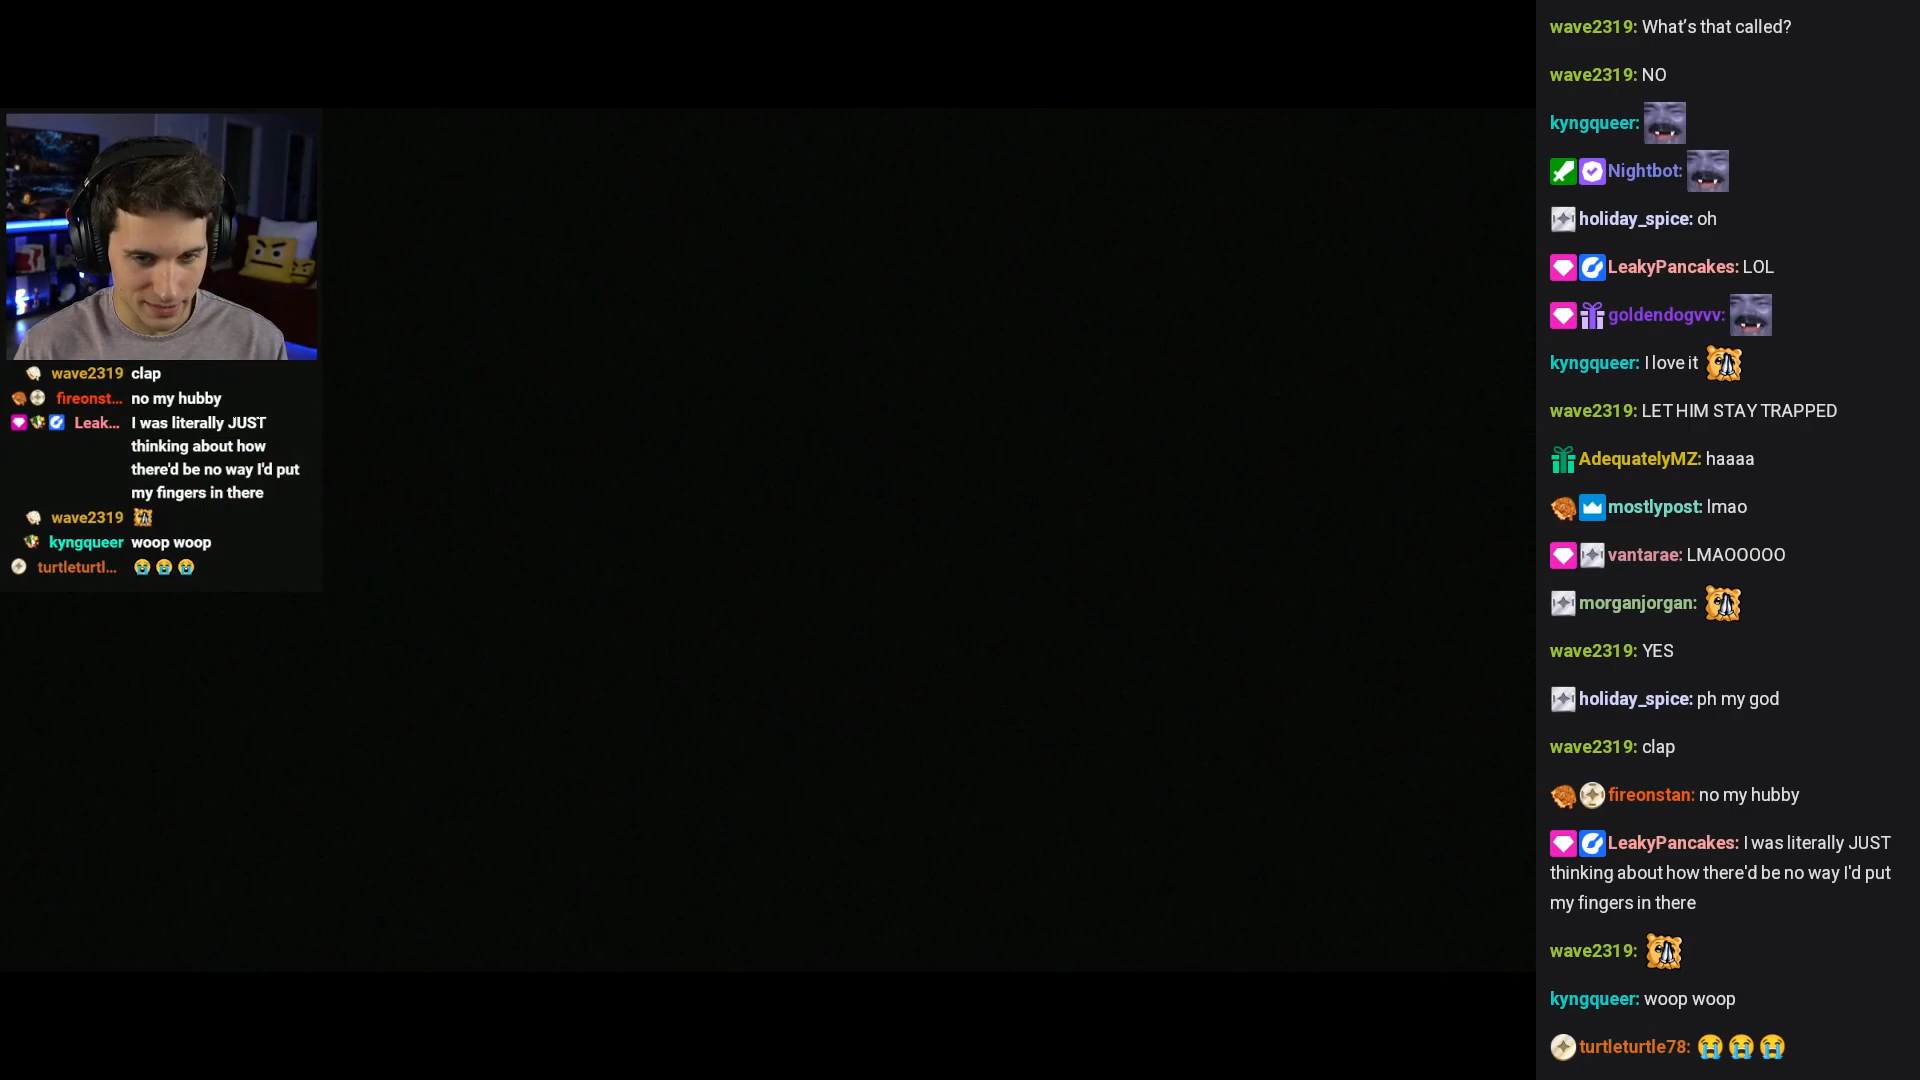 wave2319 clap
fireonst... no my hubby
Leak... I was literally JUST
thinking about how
there'd be no way I'd put
my fingers in there
wave2319
kyngqueer woop woop
turtleturtl... 😭 😭 😭
wave2319: What's that called?
wave2319: NO
kyngqueer:
Nightbot:
holiday_spice: oh
LeakyPancakes: LOL
goldendogvvv:
kyngqueer: I love it
wave2319: LET HIM STAY TRAPPED
AdequatelyMZ: haaaa
mostlypost: lmao
vantarae: LMAOOOOO
morganjorgan:
wave2319: YES
holiday_spice: ph my god
wave2319: clap
fireonstan: no my hubby
LeakyPancakes: I was literally JUST
thinking about how there'd be no way I'd put
my fingers in there
wave2319:
kyngqueer: woop woop
turtleturtle78: 😭 😭 😭